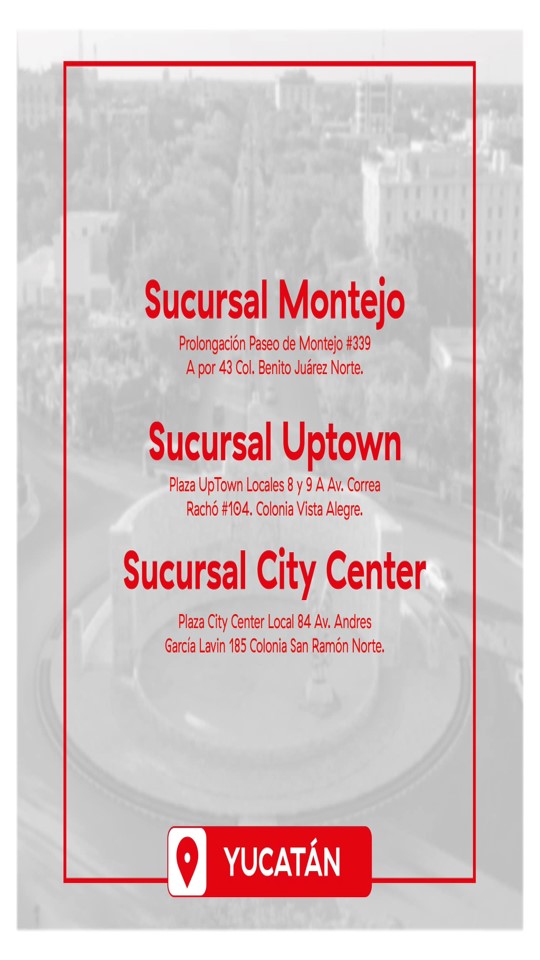 Sucursal Montejo
Prolongación Paseo de Montejo #339
A por 43 Col. Benito Juárez Norte.
Sucursal Uptown
Plaza UpTown Locales 8 y 9 A Av. Correa
Rachó #104. Colonia Vista Alegre.
Sucursal City Center
Plaza City Center Local 84 Av. Andres
García Lavin 185 Colonia San Ramón Norte.
YUCATÁN